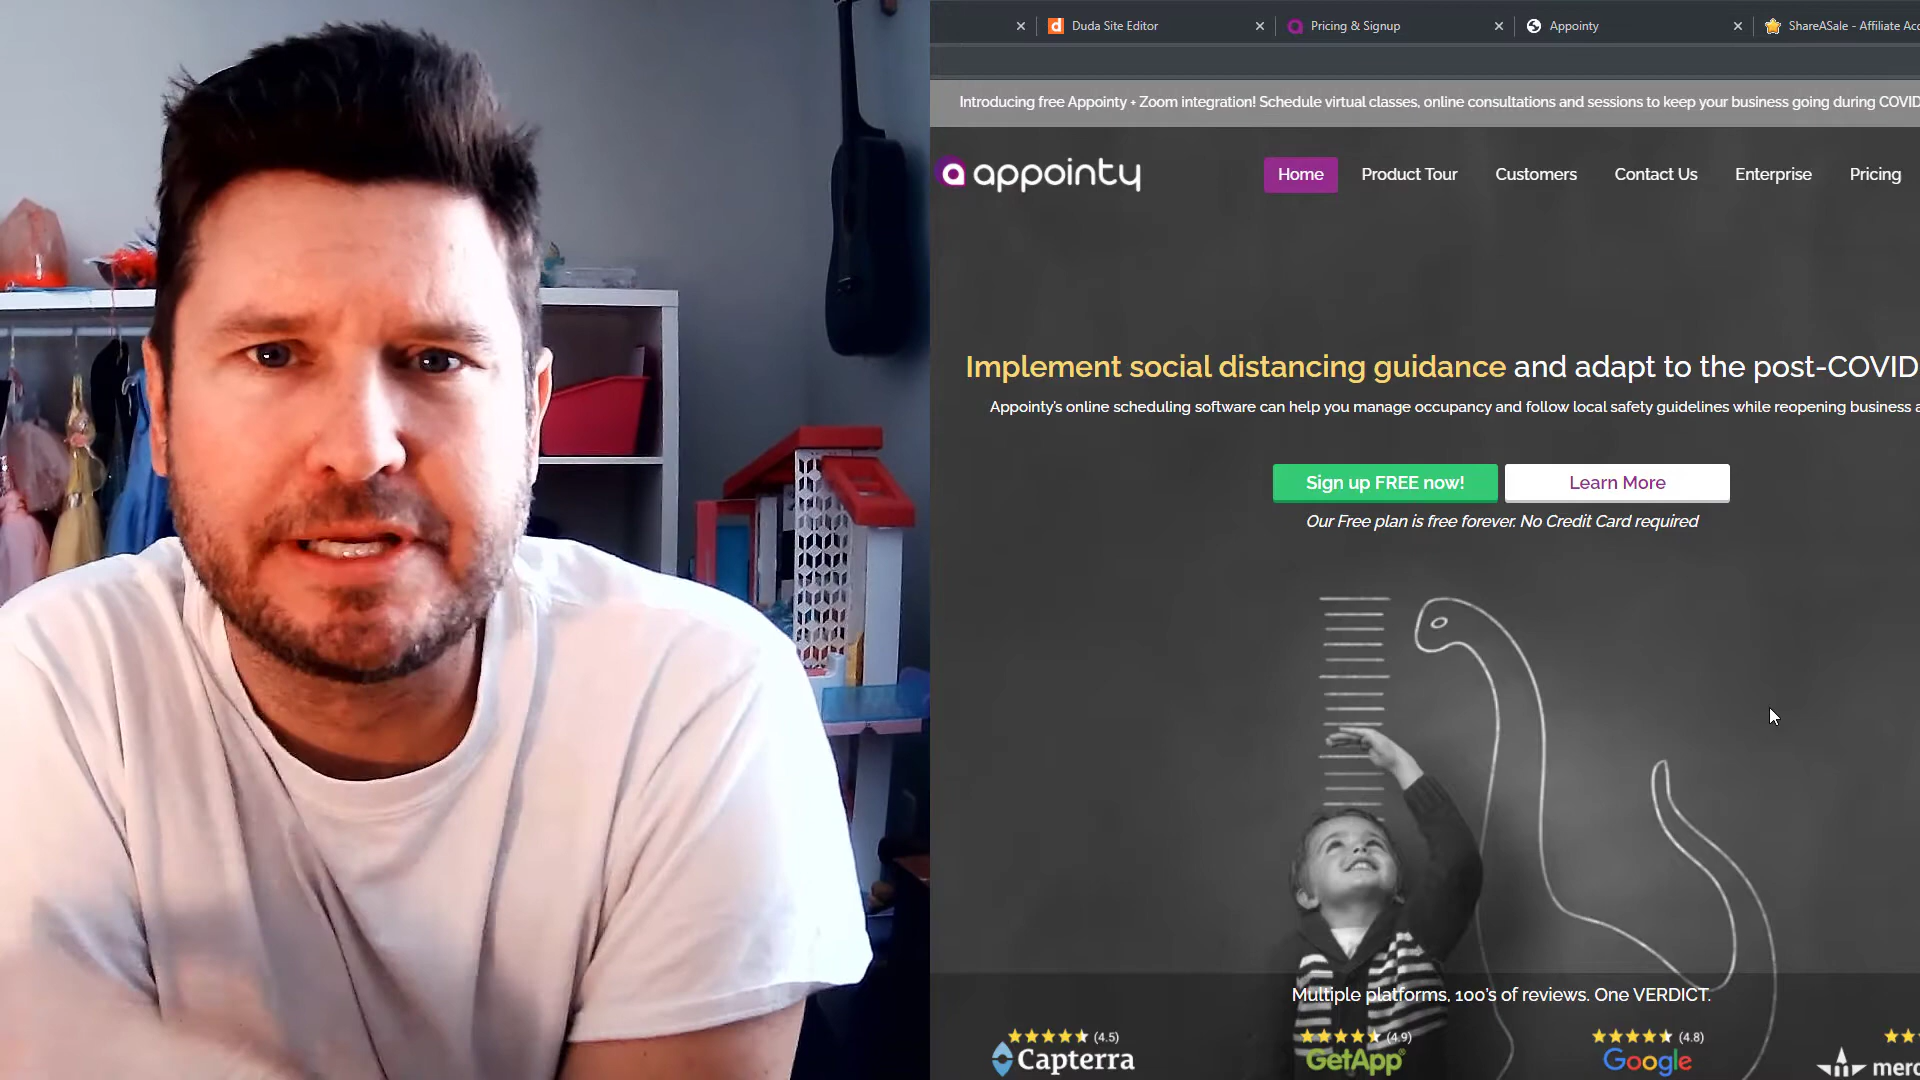 Duda Site Editor
Pricing & Signup
Appointy
ShareASale - Affiliate Acc
Introducing free Appointy + Zoom integration! Schedule virtual classes, online consultations and sessions to keep your business going during COVID
appointy
Home
Product Tour
Customers
Contact Us
Enterprise
Pricing
Implement social distancing guidance and adapt to the post-COVID
Appointy's online scheduling software can help you manage occupancy and follow local safety guidelines while reopening business a
Sign up FREE now!
Learn More
Our Free plan is free forever. No Credit Card required
Multiple platforms, 100's of reviews. One VERDICT.
(4.5)
(4.9)
(4.8)
Capterra
GetApp
Google
merc